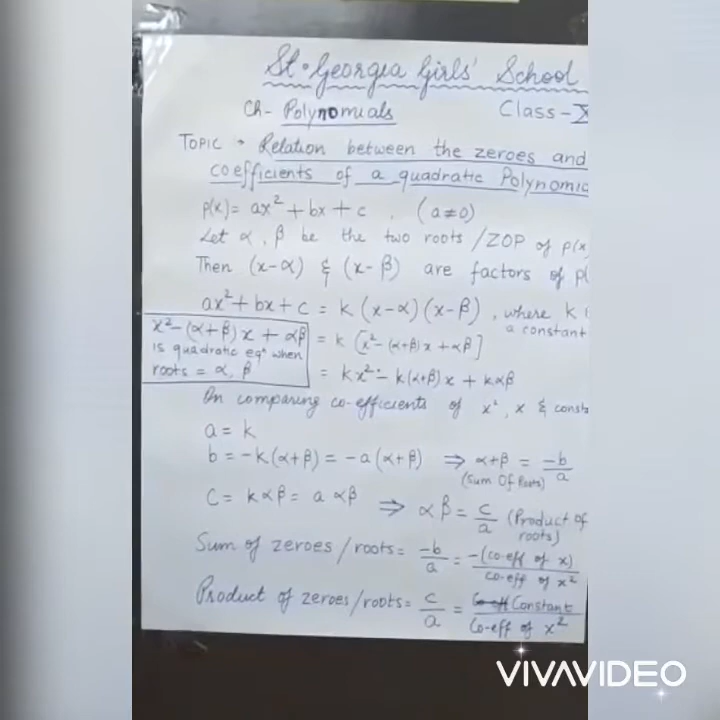 St. Georgia Girls' School
Ch- Polynomials Class-X
TOPIC • Relation between the zeroes and
coefficients of a quadratic Polynomia
p(x)= ax² + bx + c , (a≠0)
Let α, β be the two roots /ZOP of p(x
Then (x-α) & (x-β) are factors of p(
ax² + bx + c = k (x-α) (x-β) , where k
a constant
x² - (α+β) x + αβ = k [x² - (α+β) x + αβ]
is quadratic eqⁿ when
roots = α, β = kx² - k(α+β) x + kαβ
On comparing co-efficients of x², x & const
a = k
b = -k(α+β) = -a(α+β) ⇒ α+β = -b/a
(Sum Of Roots)
C = kαβ = a αβ ⇒ αβ = c/a (Product of
roots)
Sum of zeroes/roots = -b/a = -(co-eff of x)/co-eff of x²
Product of zeroes/roots = c/a = Constant/Co-eff of x²
VIVAVIDEO